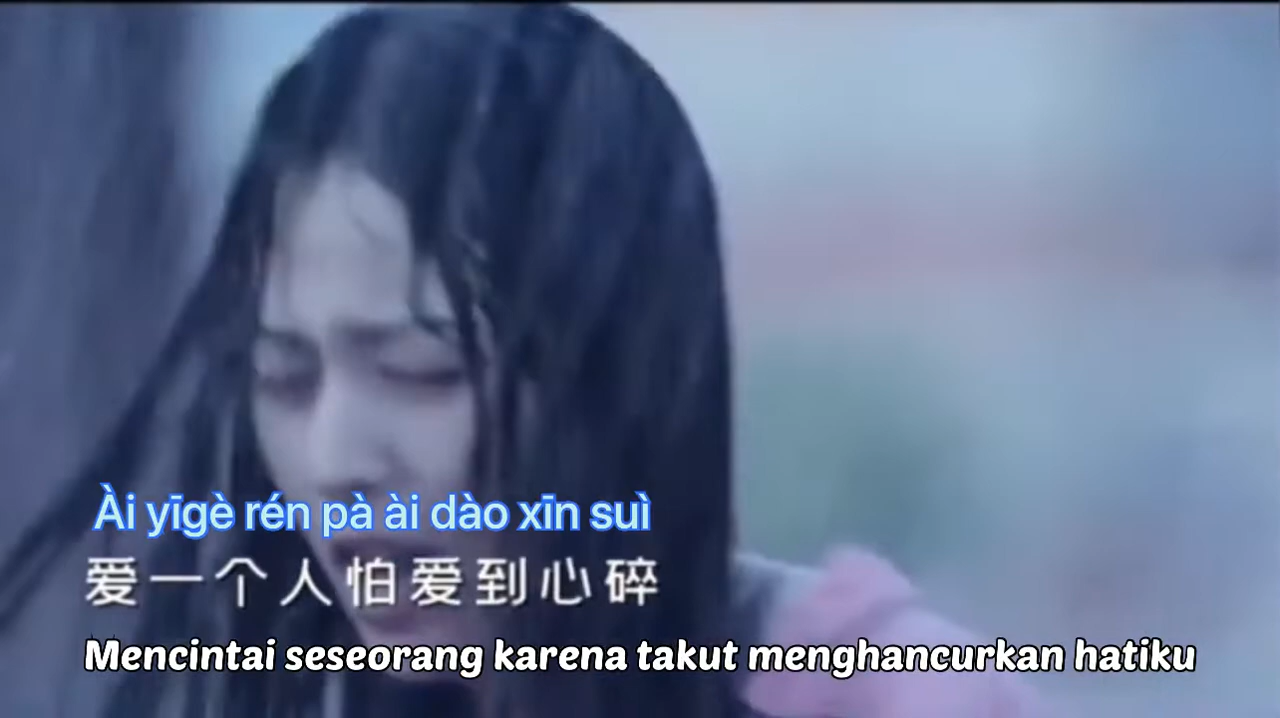 Ài yīgè rén pà ài dào xīn suì
爱一个人怕爱到心碎
Mencintai seseorang karena takut menghancurkan hatiku